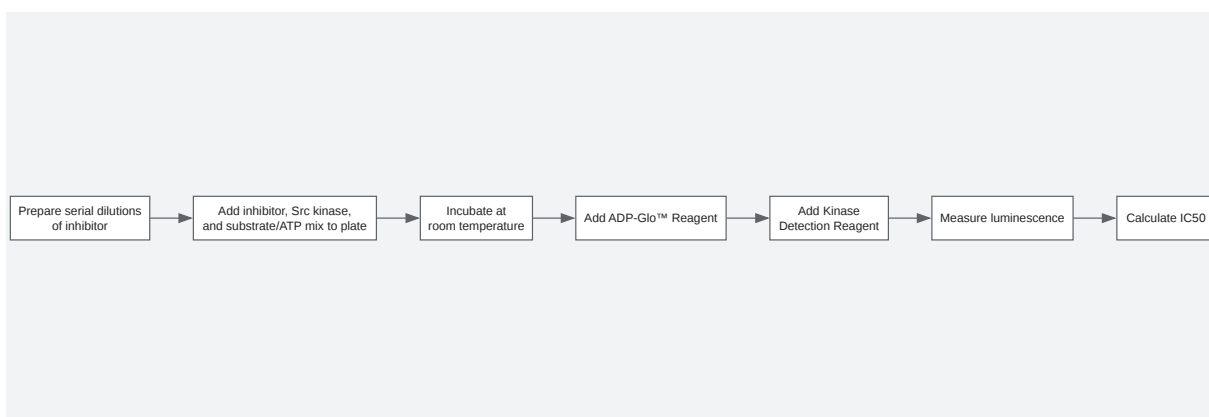 Prepare serial dilutions
of inhibitor
Add inhibitor, Src kinase,
and substrate/ATP mix to plate
Incubate at
room temperature
Add ADP-Glo™ Reagent
Add Kinase
Detection Reagent
Measure luminescence
Calculate IC50